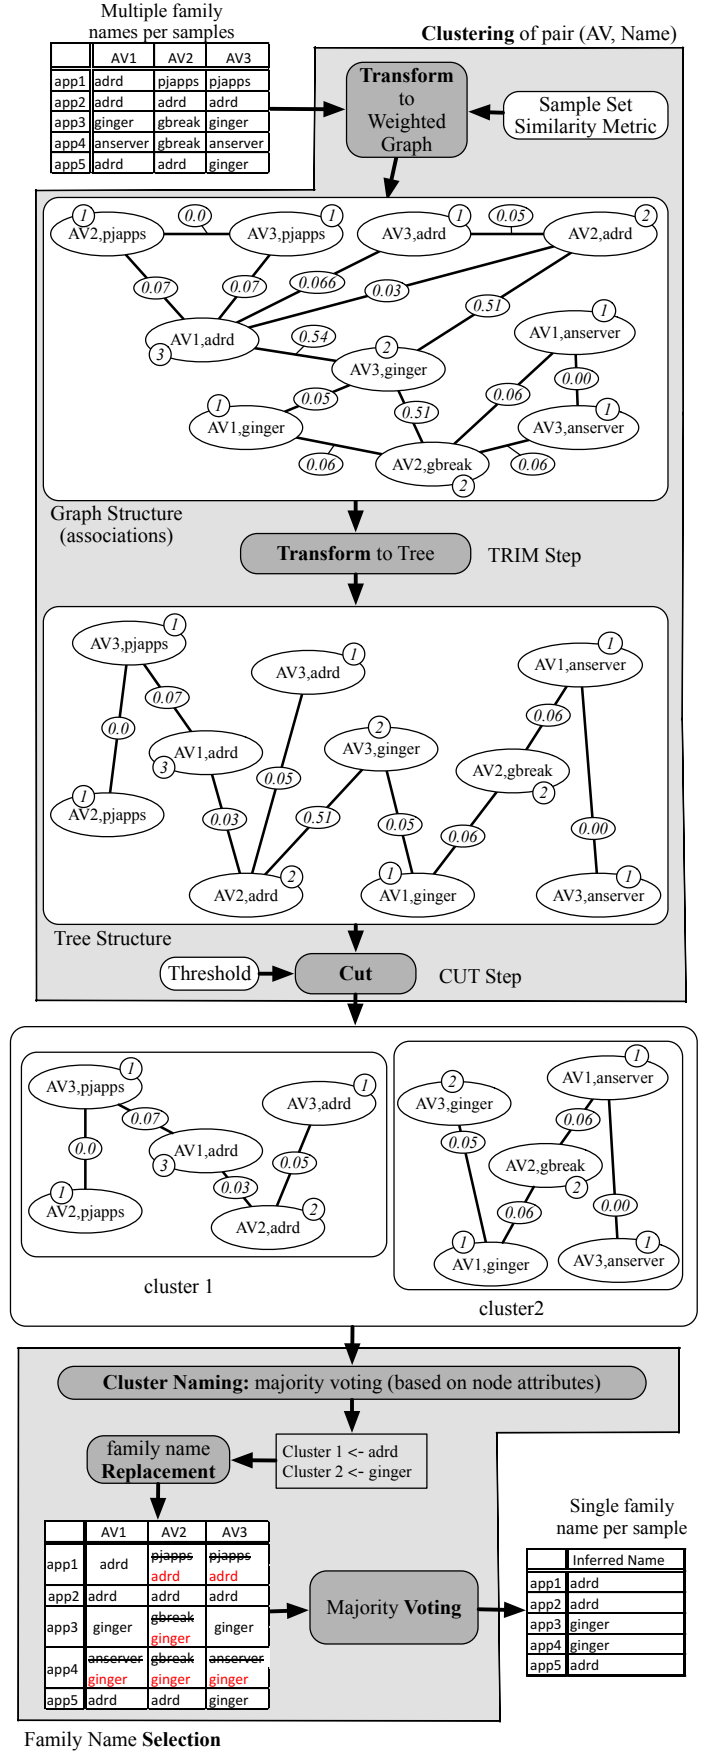 Multiple family
names per samples
AV1 AV2 AV3
app1 adrd pjapps pjapps
app2 adrd adrd adrd
app3 ginger gbreak ginger
app4 anserver gbreak anserver
app5 adrd adrd ginger
Clustering of pair (AV, Name)
Transform
to
Weighted
Graph
Sample Set
Similarity Metric
1 0.0 1 1 0.05 2
AV2,pjapps AV3,pjapps AV3,adrd AV2,adrd
0.07 0.07 0.066 0.03 0.51
1
AV1,adrd 0.54 AV1,anserver
3 2
AV3,ginger 0.00
1 0.05 0.51 0.06 1
AV1,ginger AV3,anserver
0.06 AV2,gbreak 0.06
2
Graph Structure
(associations)
Transform to Tree
TRIM Step
1 1 1
AV3,pjapps AV3,adrd AV1,anserver
0.07 0.06
0.0 2
AV1,adrd AV3,ginger AV2,gbreak
3 0.05 2
1 0.03 0.51 0.05 0.06 0.00
AV2,pjapps
2 1 1
AV2,adrd AV1,ginger AV3,anserver
Tree Structure
Threshold
Cut
CUT Step
1
AV3,pjapps
1
AV3,adrd
0.07
0.0 AV1,adrd
3 0.05
1 0.03
AV2,pjapps 2
AV2,adrd
cluster 1
1
AV1,anserver
2
AV3,ginger 0.06
0.05
AV2,gbreak
2
0.06 0.00
1 1
AV1,ginger AV3,anserver
cluster2
Cluster Naming: majority voting (based on node attributes)
Cluster 1 <- adrd
Cluster 2 <- ginger
family name
Replacement
AV1 AV2 AV3
app1 adrd pjapps pjapps
adrd adrd
app2 adrd adrd adrd
app3 ginger gbreak ginger
ginger
app4 anserver gbreak anserver
ginger ginger ginger
app5 adrd adrd ginger
Majority Voting
Single family
name per sample
Inferred Name
app1 adrd
app2 adrd
app3 ginger
app4 ginger
app5 adrd
Family Name Selection